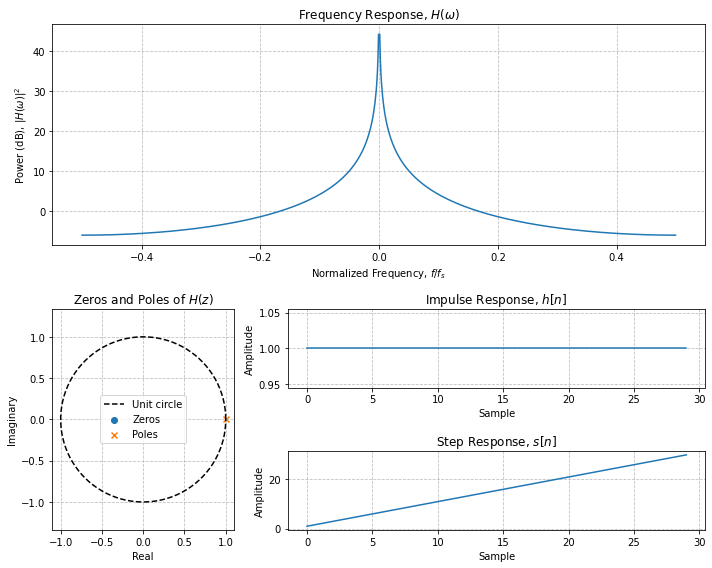 Frequency Response, H(ω)
Power (dB), |H(ω)|²
40
30
20
10
0
−0.4
−0.2
0.0
0.2
0.4
Normalized Frequency, f/fₛ
Zeros and Poles of H(z)
Imaginary
1.0
0.5
0.0
−0.5
−1.0
Unit circle
Zeros
Poles
−1.0
−0.5
0.0
0.5
1.0
Real
Impulse Response, h[n]
Amplitude
1.05
1.00
0.95
0
5
10
15
20
25
30
Sample
Step Response, s[n]
Amplitude
20
0
0
5
10
15
20
25
30
Sample